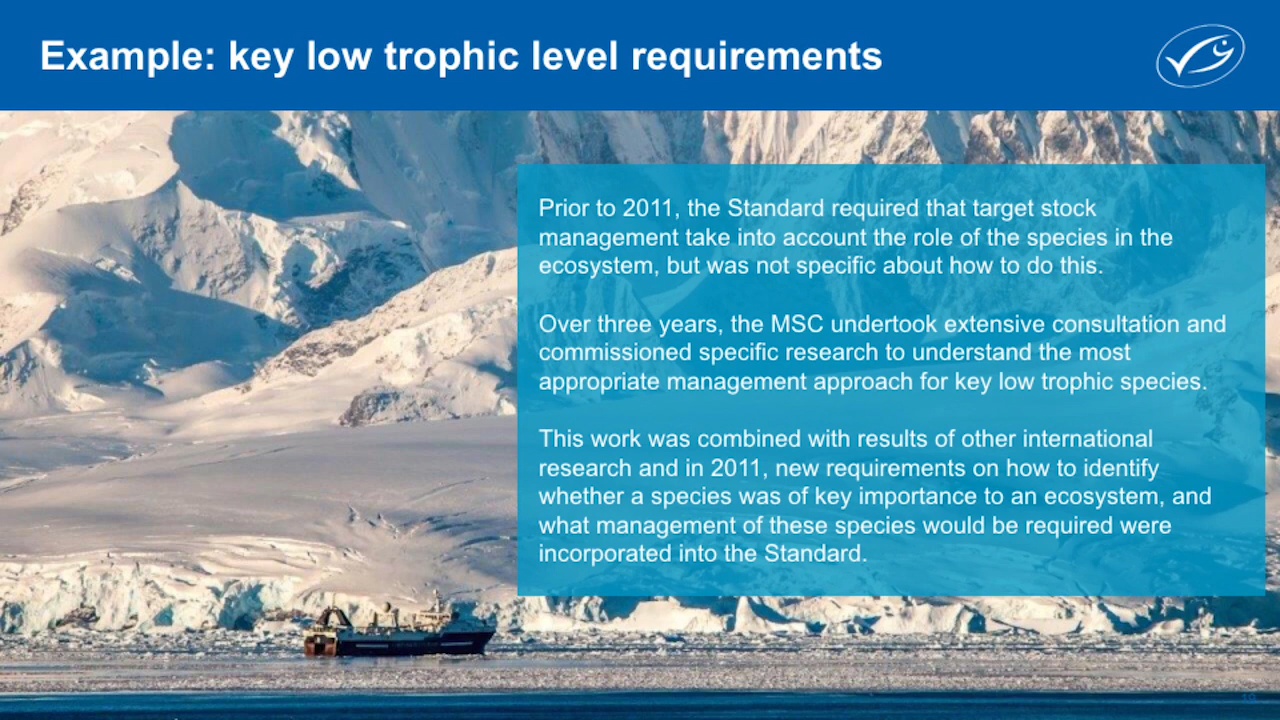 Example: key low trophic level requirements
Prior to 2011, the Standard required that target stock
management take into account the role of the species in the
ecosystem, but was not specific about how to do this.
Over three years, the MSC undertook extensive consultation and
commissioned specific research to understand the most
appropriate management approach for key low trophic species.
This work was combined with results of other international
research and in 2011, new requirements on how to identify
whether a species was of key importance to an ecosystem, and
what management of these species would be required were
incorporated into the Standard.